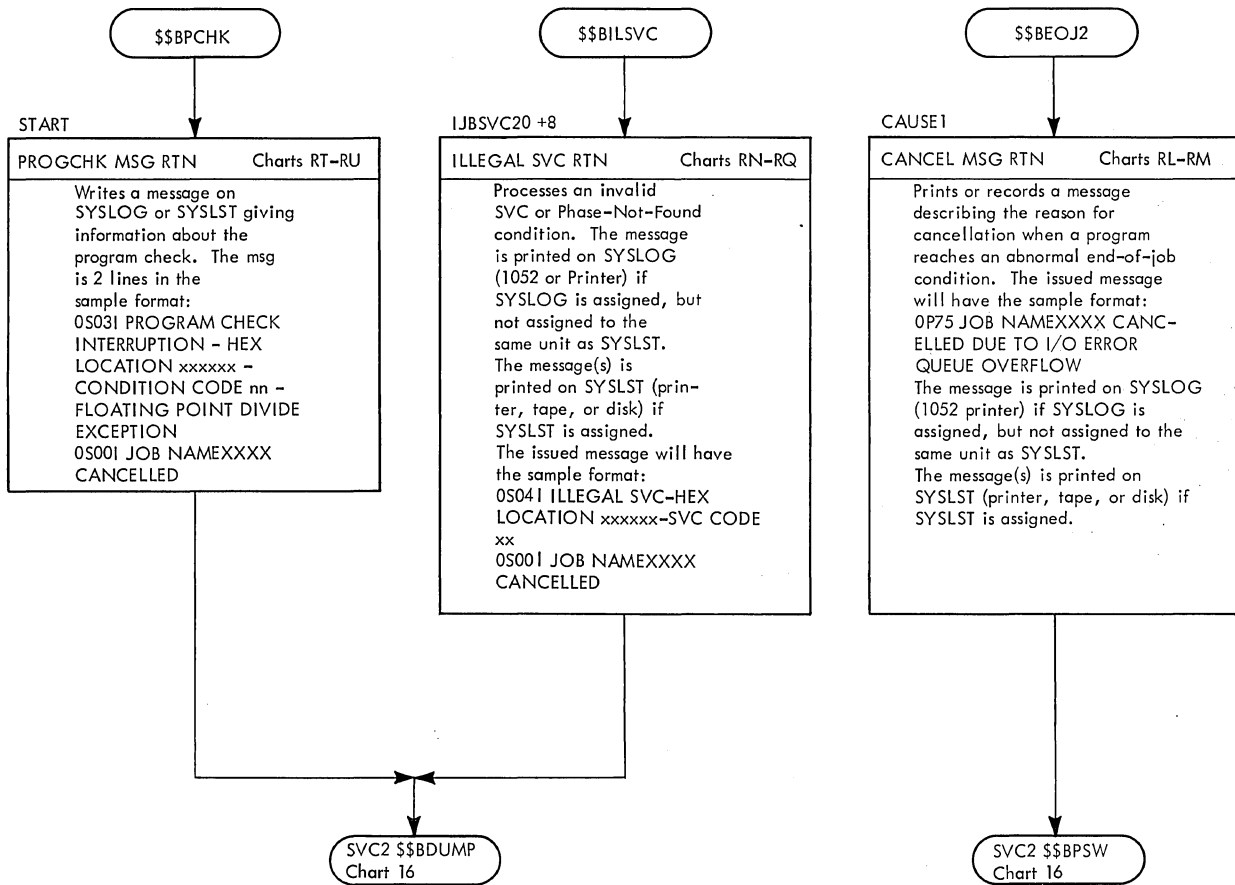 $$BPCHK
START
PROGCHK MSG RTN Charts RT-RU
Writes a message on
SYSLOG or SYSLST giving
information about the
program check. The msg
is 2 lines in the
sample format:
0S03I PROGRAM CHECK
INTERRUPTION - HEX
LOCATION xxxxxx -
CONDITION CODE nn -
FLOATING POINT DIVIDE
EXCEPTION
0S00I JOB NAMEXXXX
CANCELLED
$$BILSVC
IJBSVC20 +8
ILLEGAL SVC RTN Charts RN-RQ
Processes an invalid
SVC or Phase-Not-Found
condition. The message
is printed on SYSLOG
(1052 or Printer) if
SYSLOG is assigned, but
not assigned to the
same unit as SYSLST.
The message(s) is
printed on SYSLST (prin-
ter, tape, or disk) if
SYSLST is assigned.
The issued message will have
the sample format:
0S04I ILLEGAL SVC-HEX
LOCATION xxxxxx-SVC CODE
xx
0S00I JOB NAMEXXXX
CANCELLED
$$BEOJ2
CAUSE1
CANCEL MSG RTN Charts RL-RM
Prints or records a message
describing the reason for
cancellation when a program
reaches an abnormal end-of-job
condition. The issued message
will have the sample format:
0P75 JOB NAMEXXXX CANC-
ELLED DUE TO I/O ERROR
QUEUE OVERFLOW
The message is printed on SYSLOG
(1052 printer) if SYSLOG is
assigned, but not assigned to the
same unit as SYSLST.
The message(s) is printed on
SYSLST (printer, tape, or disk) if
SYSLST is assigned.
SVC2 $$BDUMP
Chart 16
SVC2 $$BPSW
Chart 16